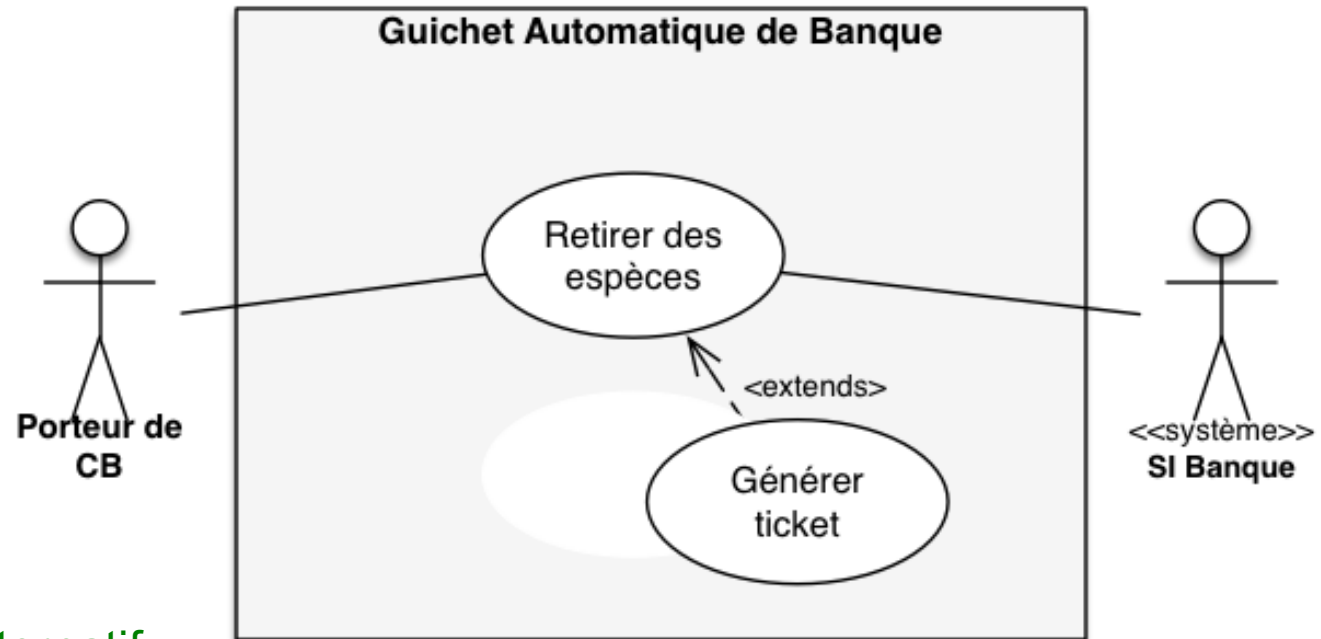 Guichet Automatique de Banque
Retirer des
espèces
<extends>
Générer
ticket
Porteur de
CB
<<système>>
SI Banque